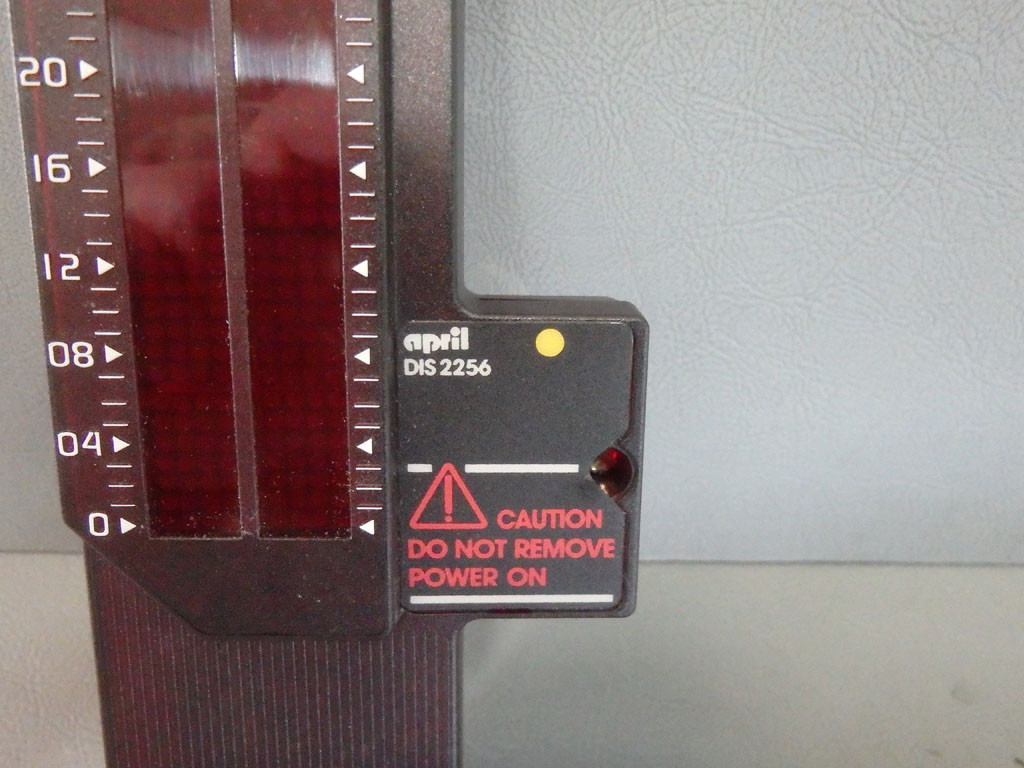 20
16
12
08
04
0
april
DIS 2256
! CAUTION
DO NOT REMOVE
POWER ON